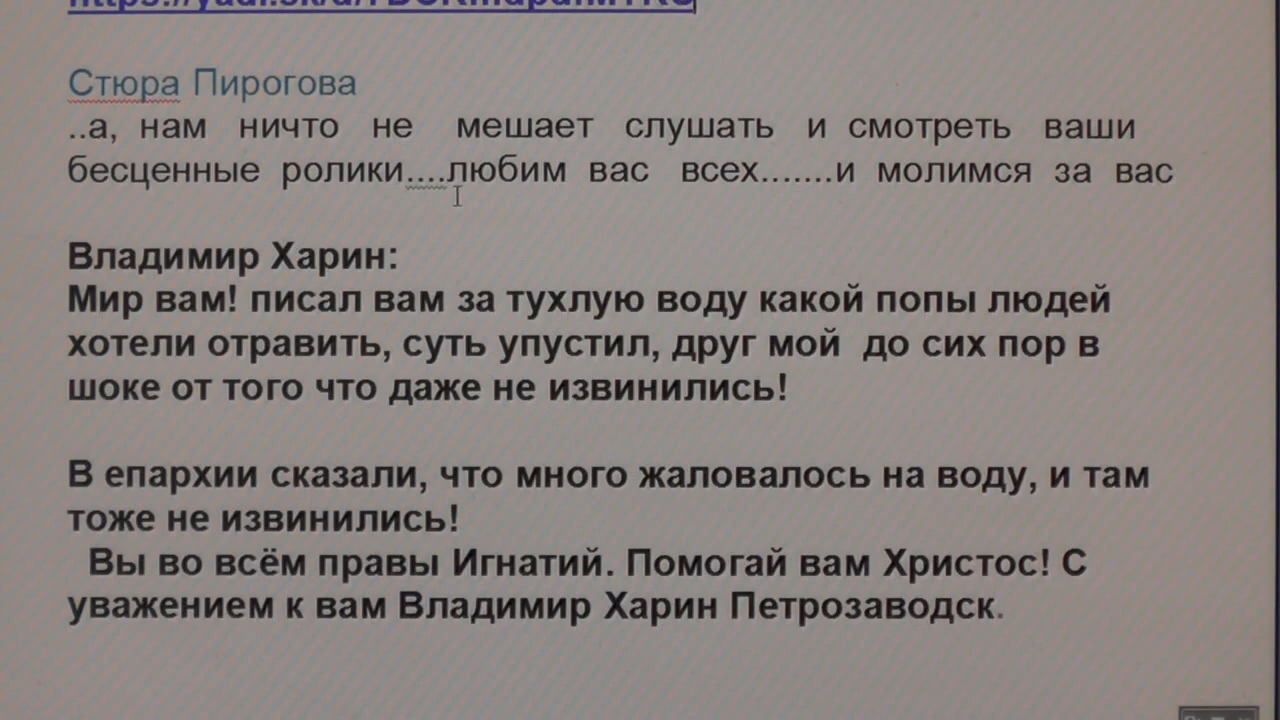 Стюра Пирогова
..а, нам ничто не мешает слушать и смотреть ваши
бесценные ролики....любим вас всех.......и молимся за вас
Владимир Харин:
Мир вам! писал вам за тухлую воду какой попы людей
хотели отравить, суть упустил, друг мой до сих пор в
шоке от того что даже не извинились!
В епархии сказали, что много жаловалось на воду, и там
тоже не извинились!
Вы во всём правы Игнатий. Помогай вам Христос! С
уважением к вам Владимир Харин Петрозаводск.